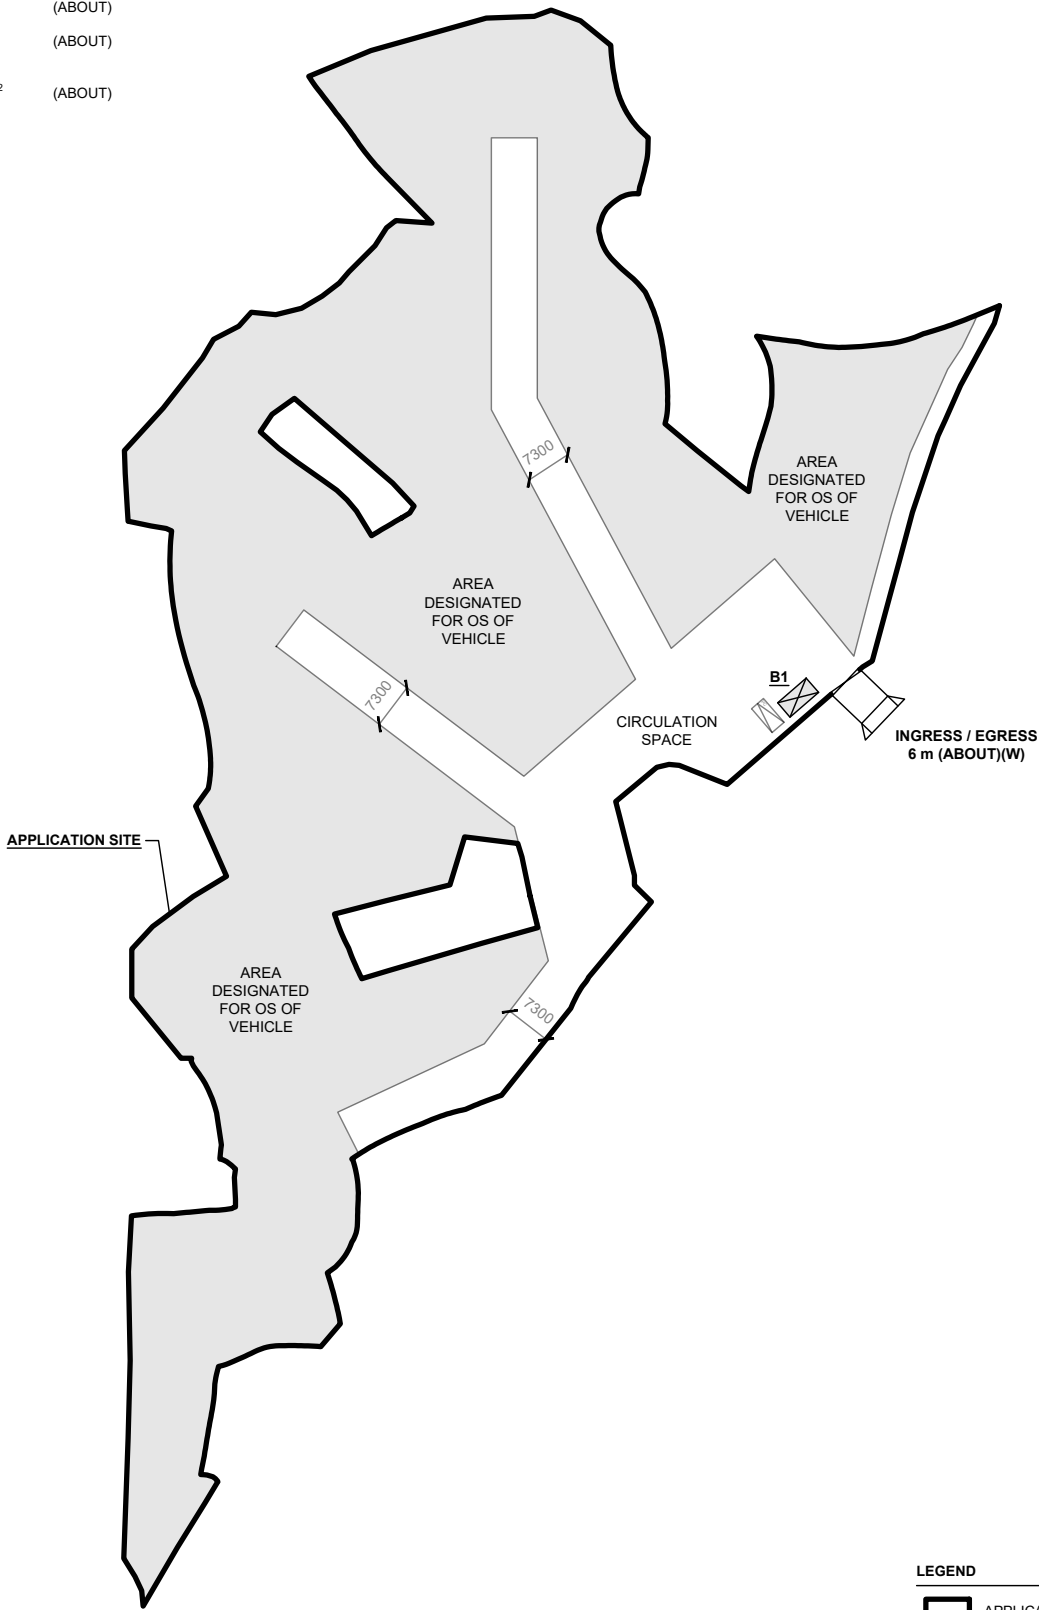 (ABOUT)
(ABOUT)
2 (ABOUT)
7300
AREA
DESIGNATED
FOR OS OF
VEHICLE
AREA
DESIGNATED
FOR OS OF
VEHICLE
7300
B1
CIRCULATION
SPACE
INGRESS / EGRESS
6 m (ABOUT)(W)
APPLICATION SITE
AREA
DESIGNATED
FOR OS OF
VEHICLE
7300
LEGEND